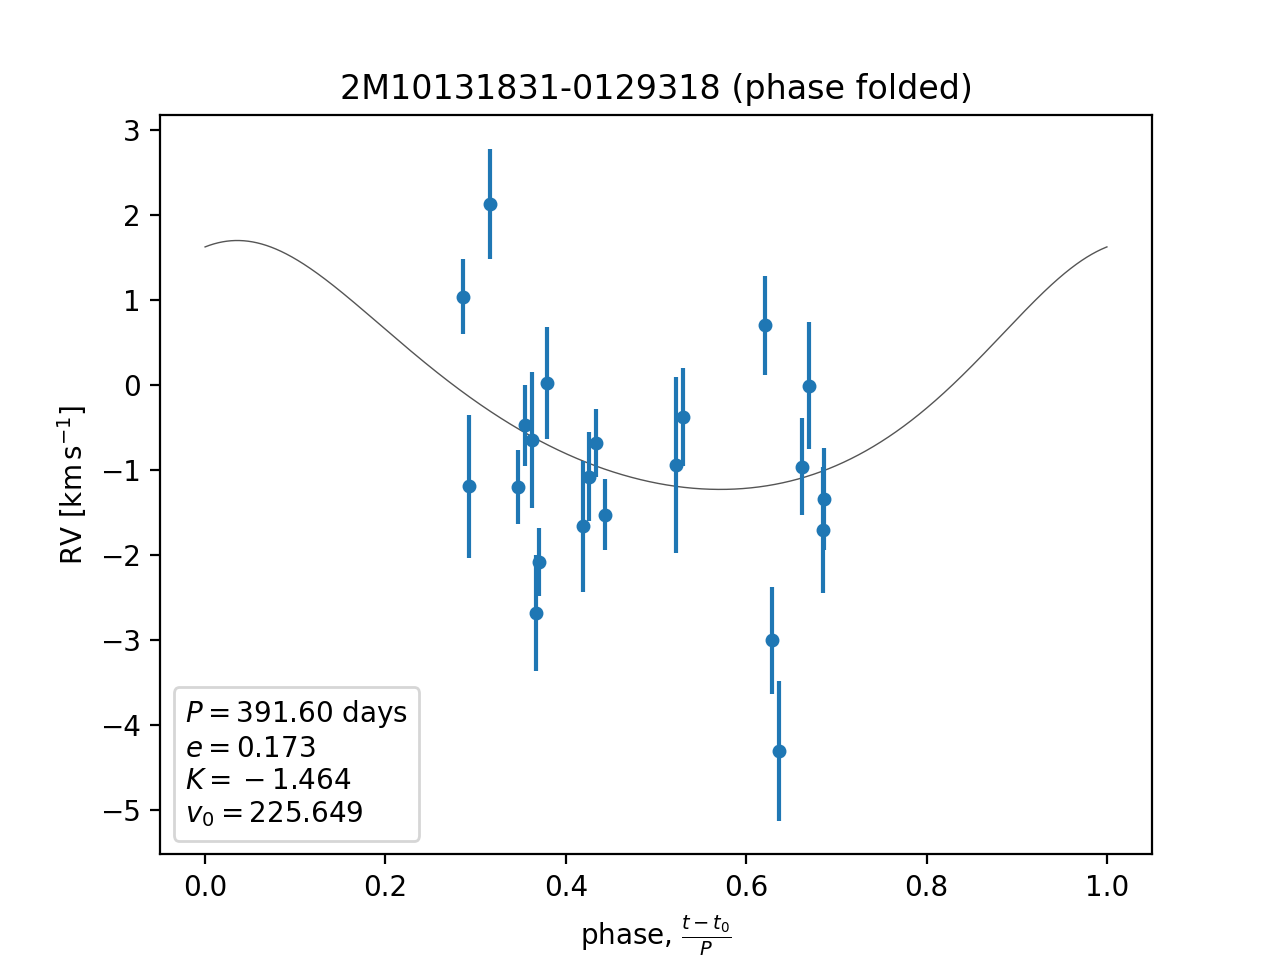 2M10131831-0129318 (phase folded)
3
2
1
0
−1
−2
−3
−4
−5
RV [km s⁻¹]
P = 391.60 days
e = 0.173
K = −1.464
v₀ = 225.649
0.0 0.2 0.4 0.6 0.8 1.0
phase, (t − t₀)/P